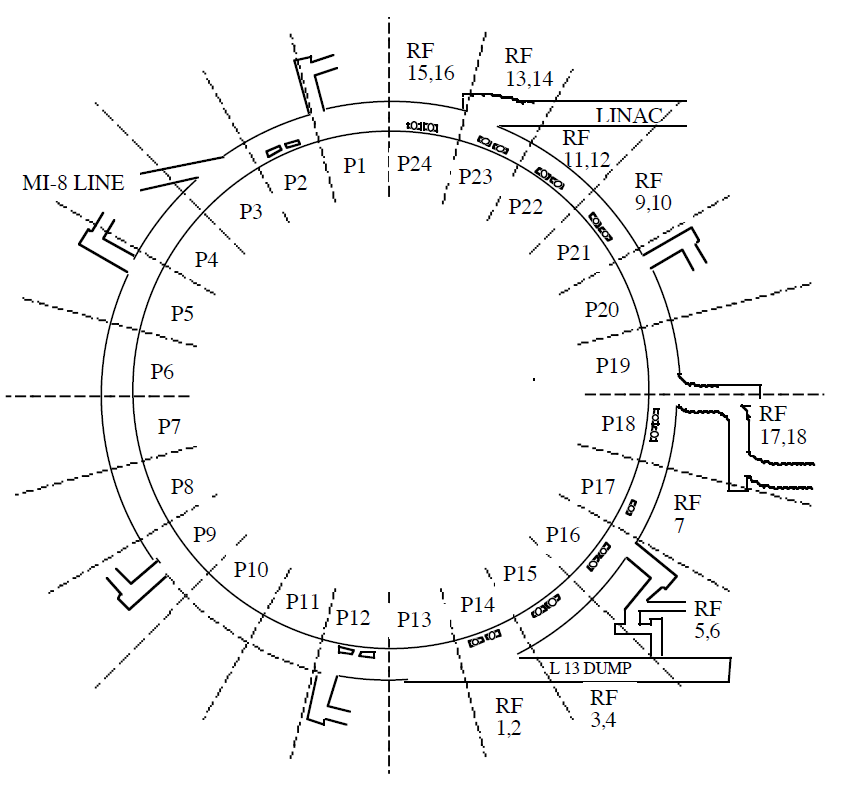 RF
15,16
RF
13,14
LINAC
RF
11,12
P1
P24
P2
P23
MI-8 LINE
RF
9,10
P3
P22
P4
P21
P5
P20
P6
P19
P7
P18
RF
17,18
P8
P17
RF
7
P9
P16
P10
P15
P11
P14
P12
P13
RF
5,6
L 13 DUMP
RF
1,2
RF
3,4